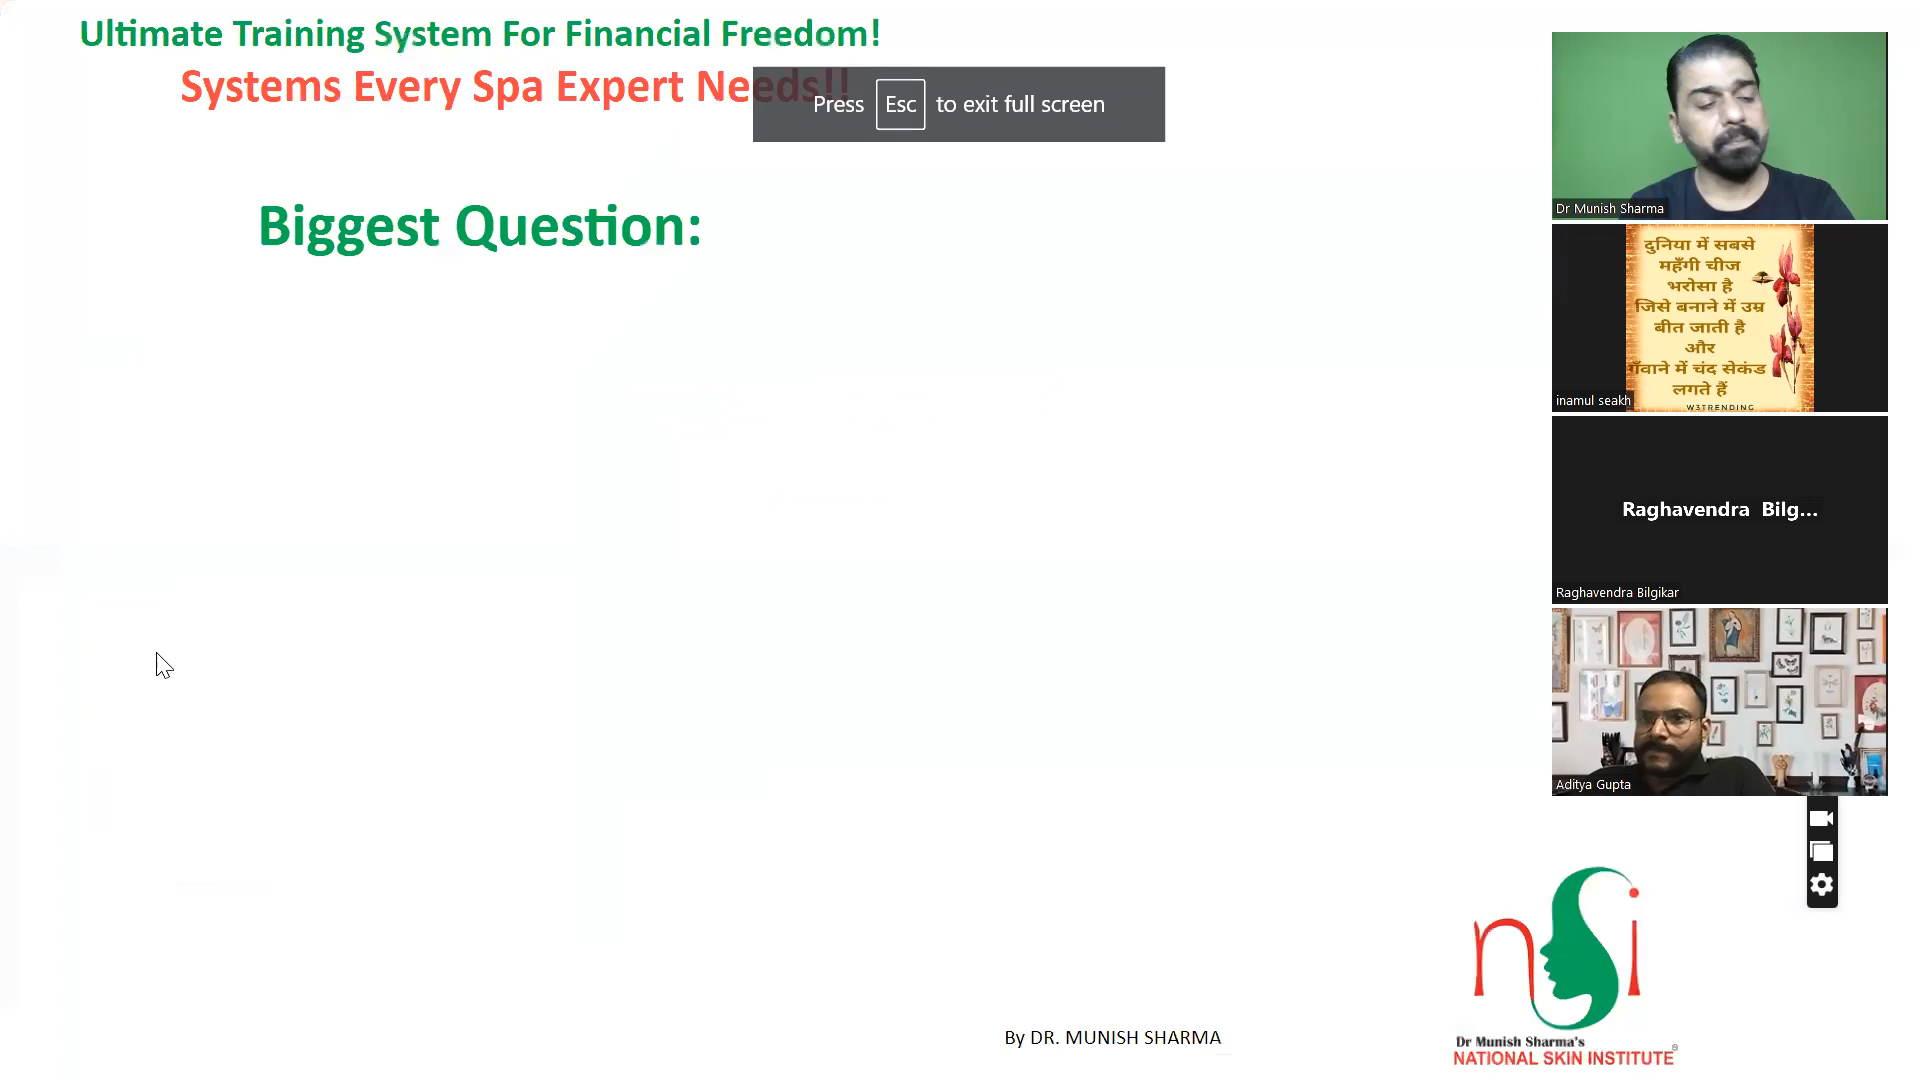 Ultimate Training System For Financial Freedom!
Systems Every Spa Expert Needs!!
Press Esc to exit full screen
Biggest Question:
Dr Munish Sharma
दुनिया में सबसे
महँगी चीज
भरोसा है
जिसे बनाने में उम्र
बीत जाती है
और
गँवाने में चंद सेकंड
लगते हैं
W3TRENDING
inamul seakh
Raghavendra Bilg...
Raghavendra Bilgikar
Aditya Gupta
nSi
Dr Munish Sharma's
NATIONAL SKIN INSTITUTE
By DR. MUNISH SHARMA